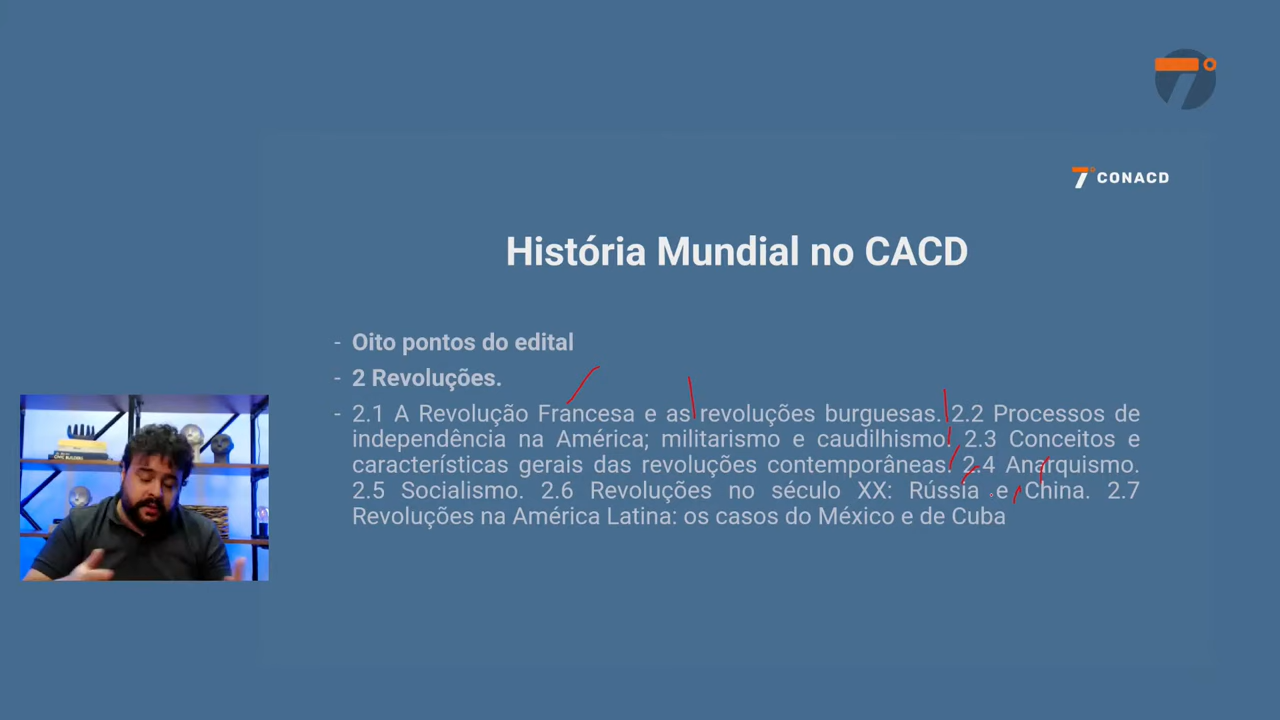 7° CONACD
História Mundial no CACD
- Oito pontos do edital
- 2 Revoluções.
- 2.1 A Revolução Francesa e as revoluções burguesas. 2.2 Processos de
independência na América; militarismo e caudilhismo. 2.3 Conceitos e
características gerais das revoluções contemporâneas. 2.4 Anarquismo.
2.5 Socialismo. 2.6 Revoluções no século XX: Rússia e China. 2.7
Revoluções na América Latina: os casos do México e de Cuba